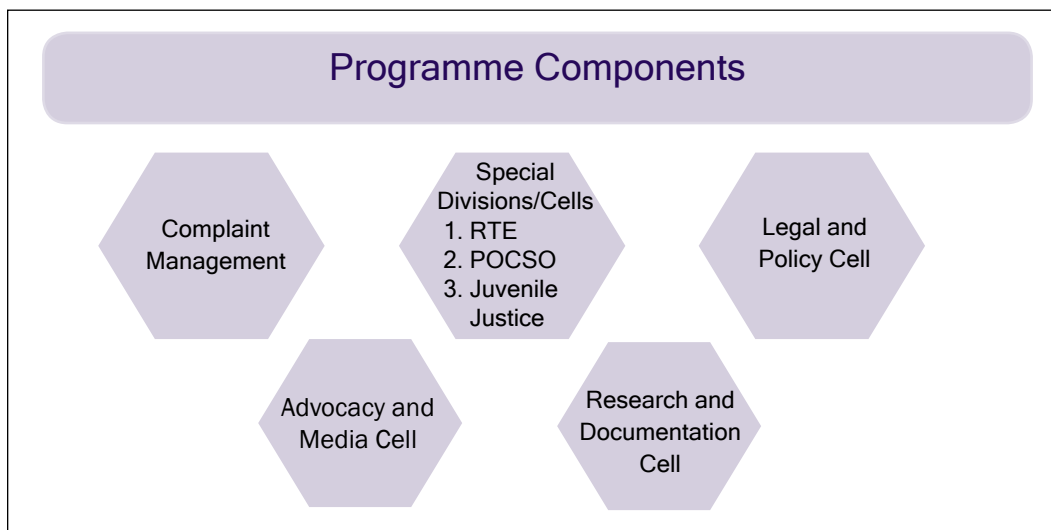 Programme Components
Complaint
Management
Special
Divisions/Cells
1. RTE
2. POCSO
3. Juvenile
Justice
Legal and
Policy Cell
Advocacy and
Media Cell
Research and
Documentation
Cell